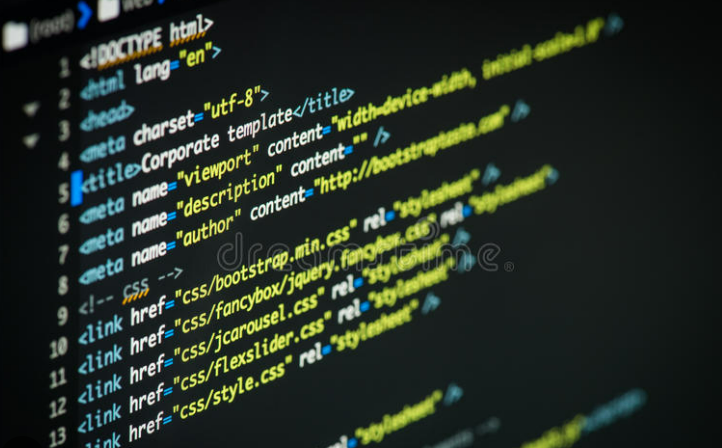 (root) web
1 <!DOCTYPE html>
2 <html lang="en">
3 <head>
4 <meta charset="utf-8">
5 <title>Corporate template</title>
6 <meta name="viewport" content="width=device-width, initial-scale=1.0" />
7 <meta name="description" content="" />
8 <meta name="author" content="http://bootstraptaste.com" />
9 <!-- css -->
10 <link href="css/bootstrap.min.css" rel="stylesheet" />
11 <link href="css/fancybox/jquery.fancybox.css" rel="stylesheet">
12 <link href="css/jcarousel.css" rel="stylesheet" />
13 <link href="css/flexslider.css" rel="stylesheet" />
<link href="css/style.css" rel="stylesheet" />
rel="stylesheet" />
dreamstime.